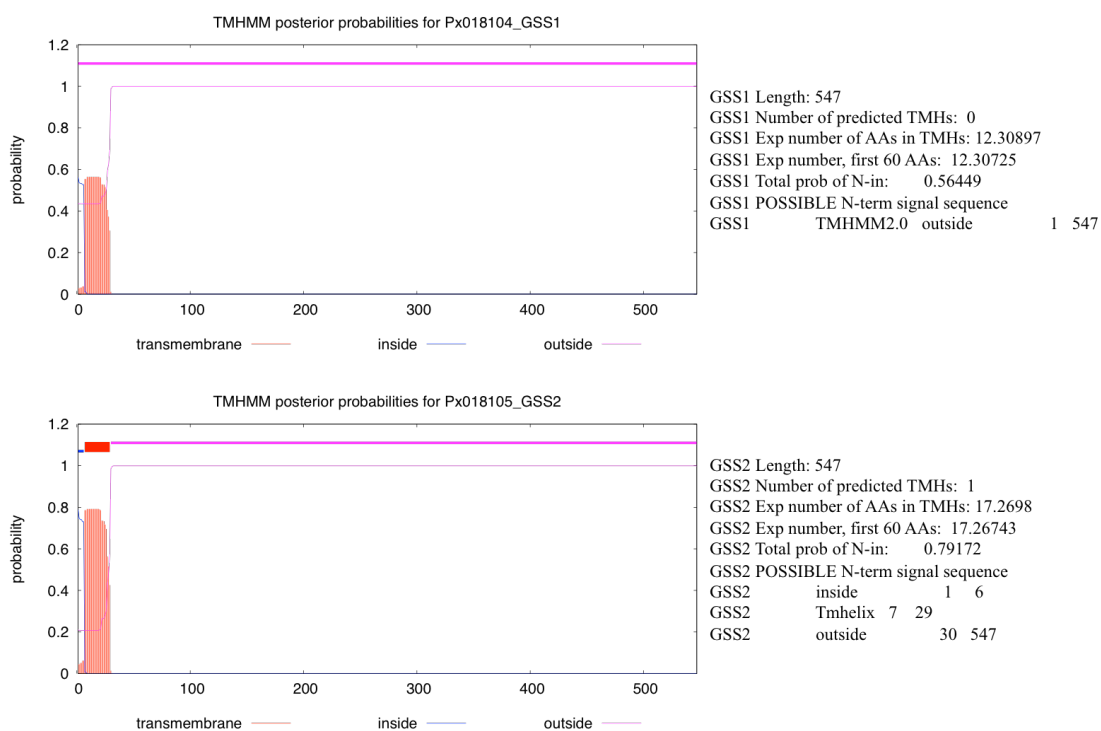 TMHMM posterior probabilities for Px018104_GSS1
1.2
1
0.8
0.6
0.4
0.2
0
probability
0 100 200 300 400 500
transmembrane inside outside
GSS1 Length: 547
GSS1 Number of predicted TMHs: 0
GSS1 Exp number of AAs in TMHs: 12.30897
GSS1 Exp number, first 60 AAs: 12.30725
GSS1 Total prob of N-in: 0.56449
GSS1 POSSIBLE N-term signal sequence
GSS1 TMHMM2.0 outside 1 547
TMHMM posterior probabilities for Px018105_GSS2
1.2
1
0.8
0.6
0.4
0.2
0
probability
0 100 200 300 400 500
transmembrane inside outside
GSS2 Length: 547
GSS2 Number of predicted TMHs: 1
GSS2 Exp number of AAs in TMHs: 17.2698
GSS2 Exp number, first 60 AAs: 17.26743
GSS2 Total prob of N-in: 0.79172
GSS2 POSSIBLE N-term signal sequence
GSS2 inside 1 6
GSS2 Tmhelix 7 29
GSS2 outside 30 547